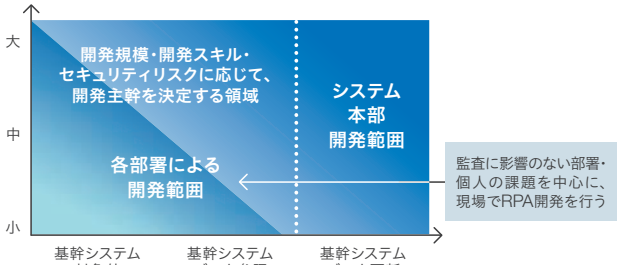 大
中
小
開発規模・開発スキル・
セキュリティリスクに応じて、
開発主幹を決定する領域
システム
本部
開発範囲
各部署による
開発範囲
監査に影響のない部署・
個人の課題を中心に、
現場でRPA開発を行う
基幹システム
基幹システム
基幹システム